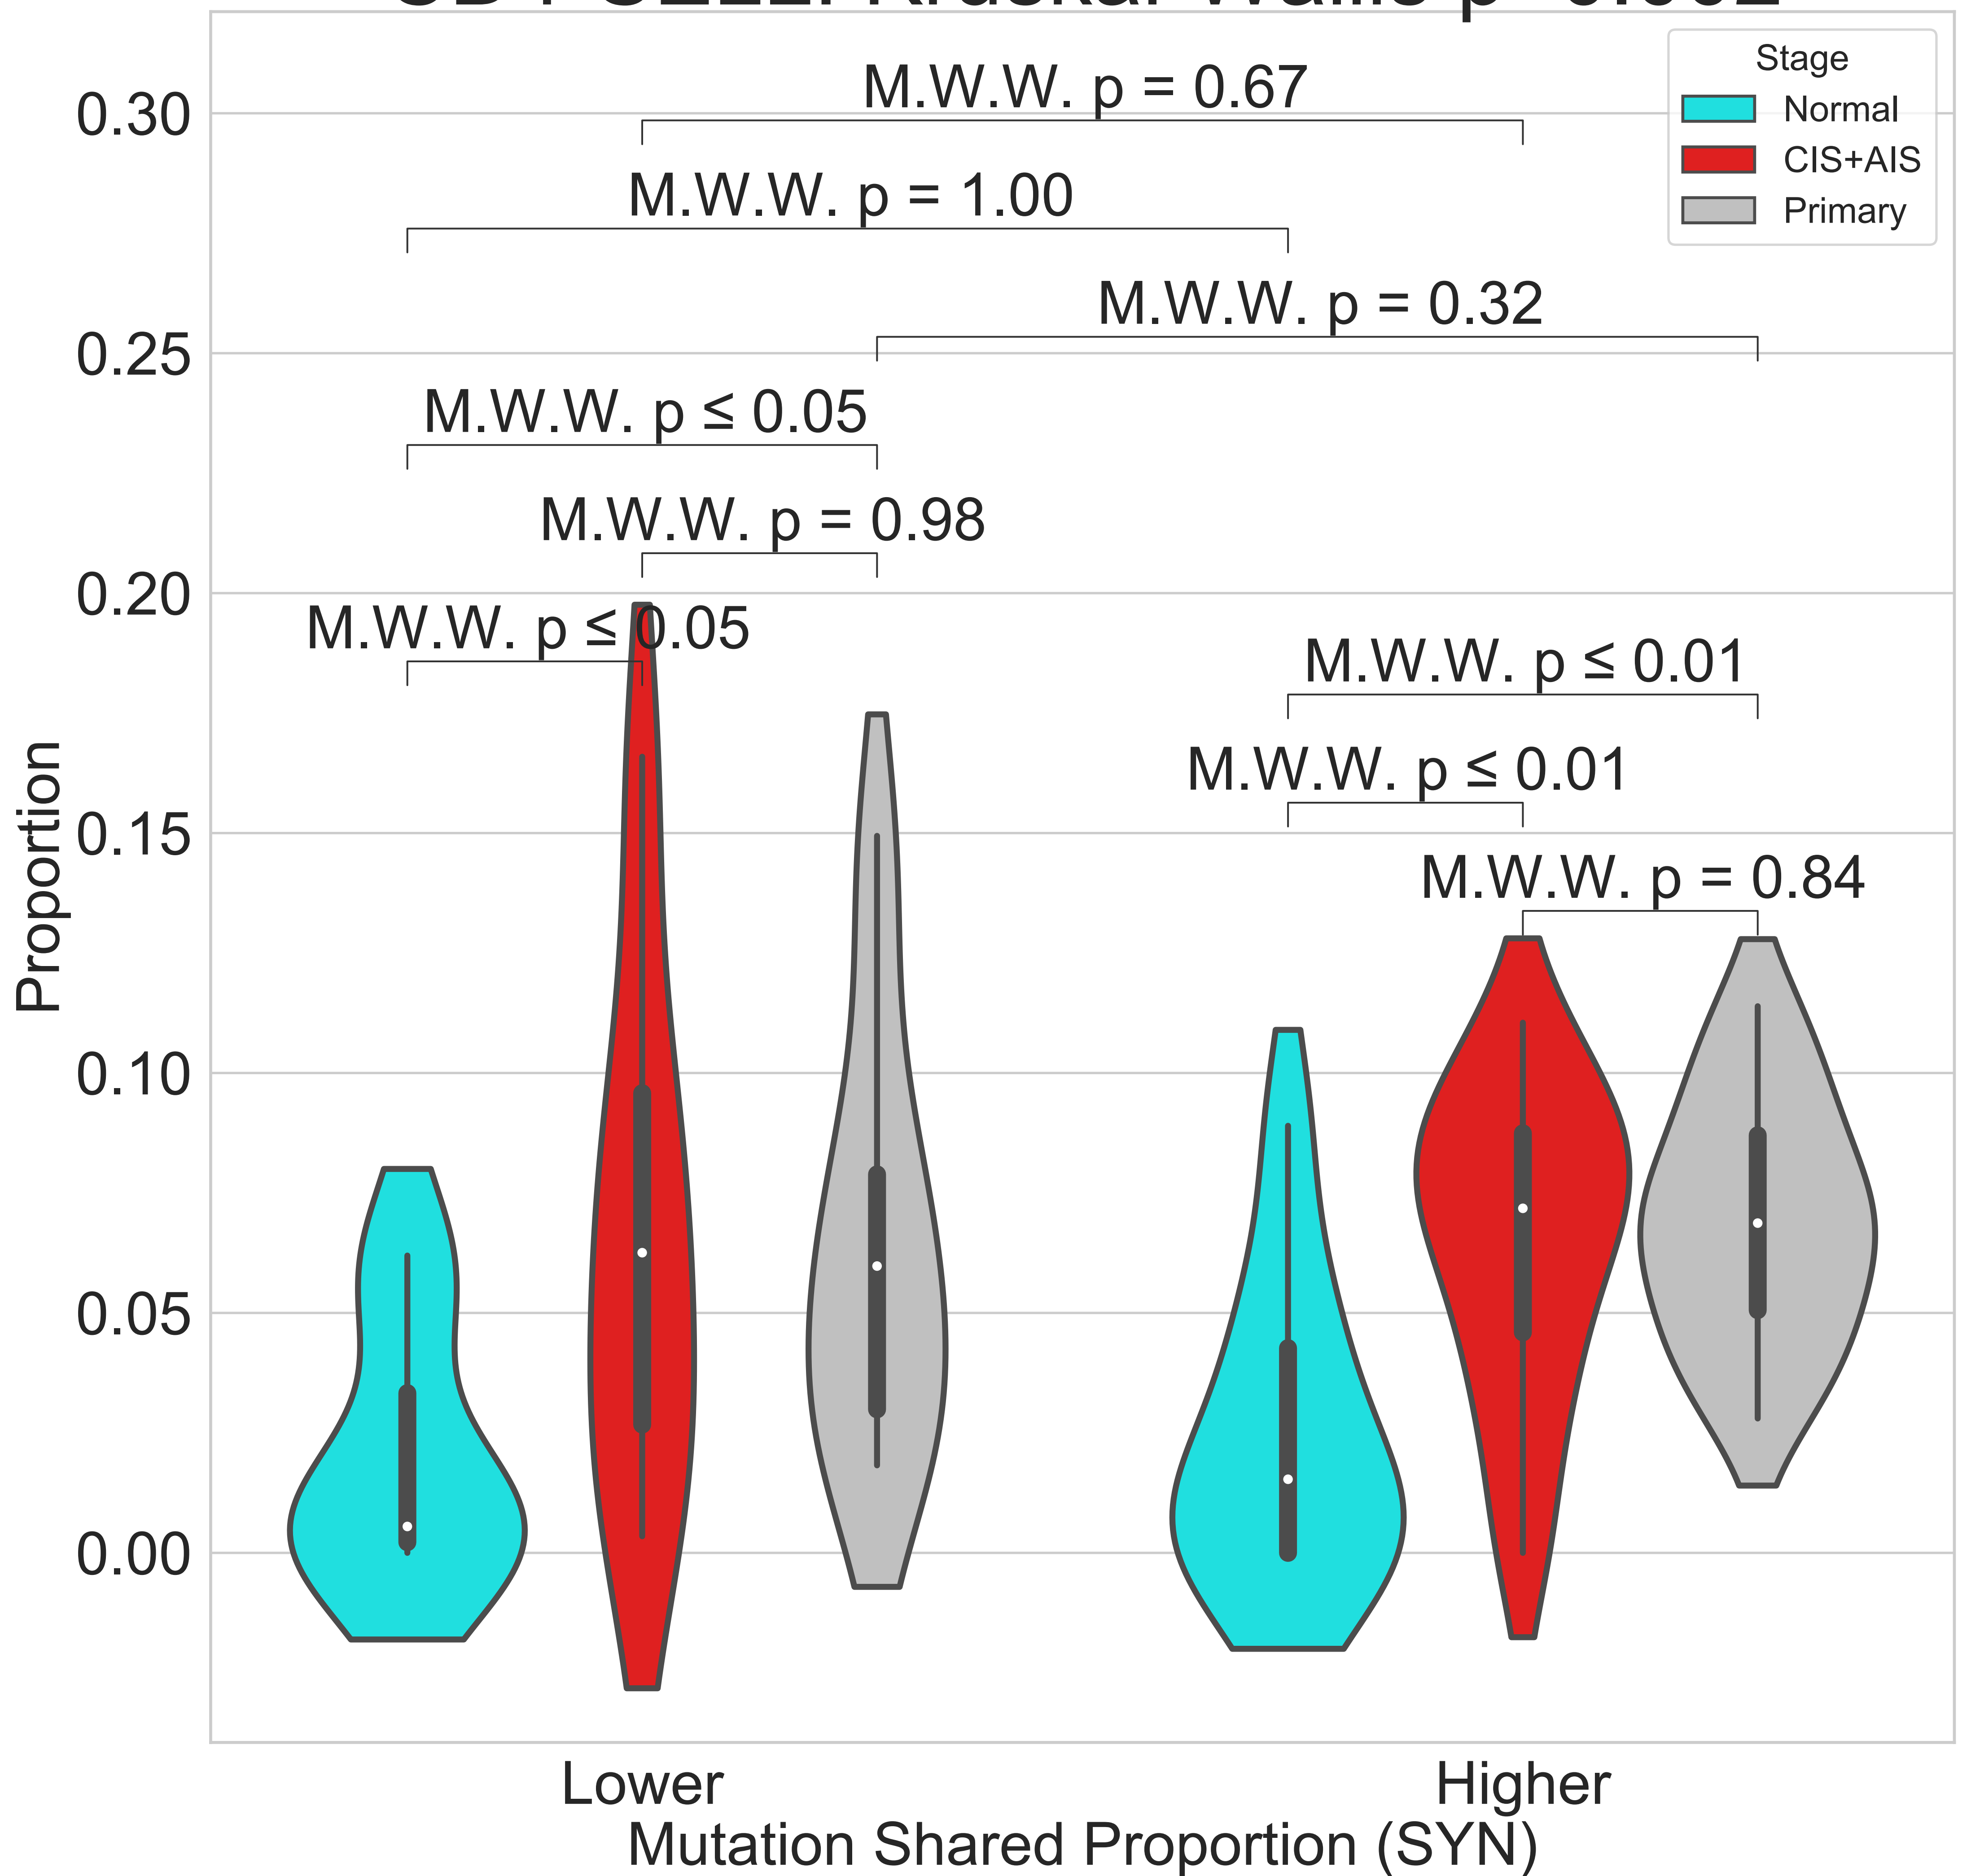 Stage
Normal
CIS+AIS
Primary
M.W.W. p = 0.67
M.W.W. p = 1.00
M.W.W. p = 0.32
M.W.W. p ≤ 0.05
M.W.W. p = 0.98
M.W.W. p ≤ 0.05
M.W.W. p ≤ 0.01
M.W.W. p ≤ 0.01
M.W.W. p = 0.84
0.30
0.25
0.20
0.15
0.10
0.05
0.00
Proportion
Lower
Higher
Mutation Shared Proportion (SYN)